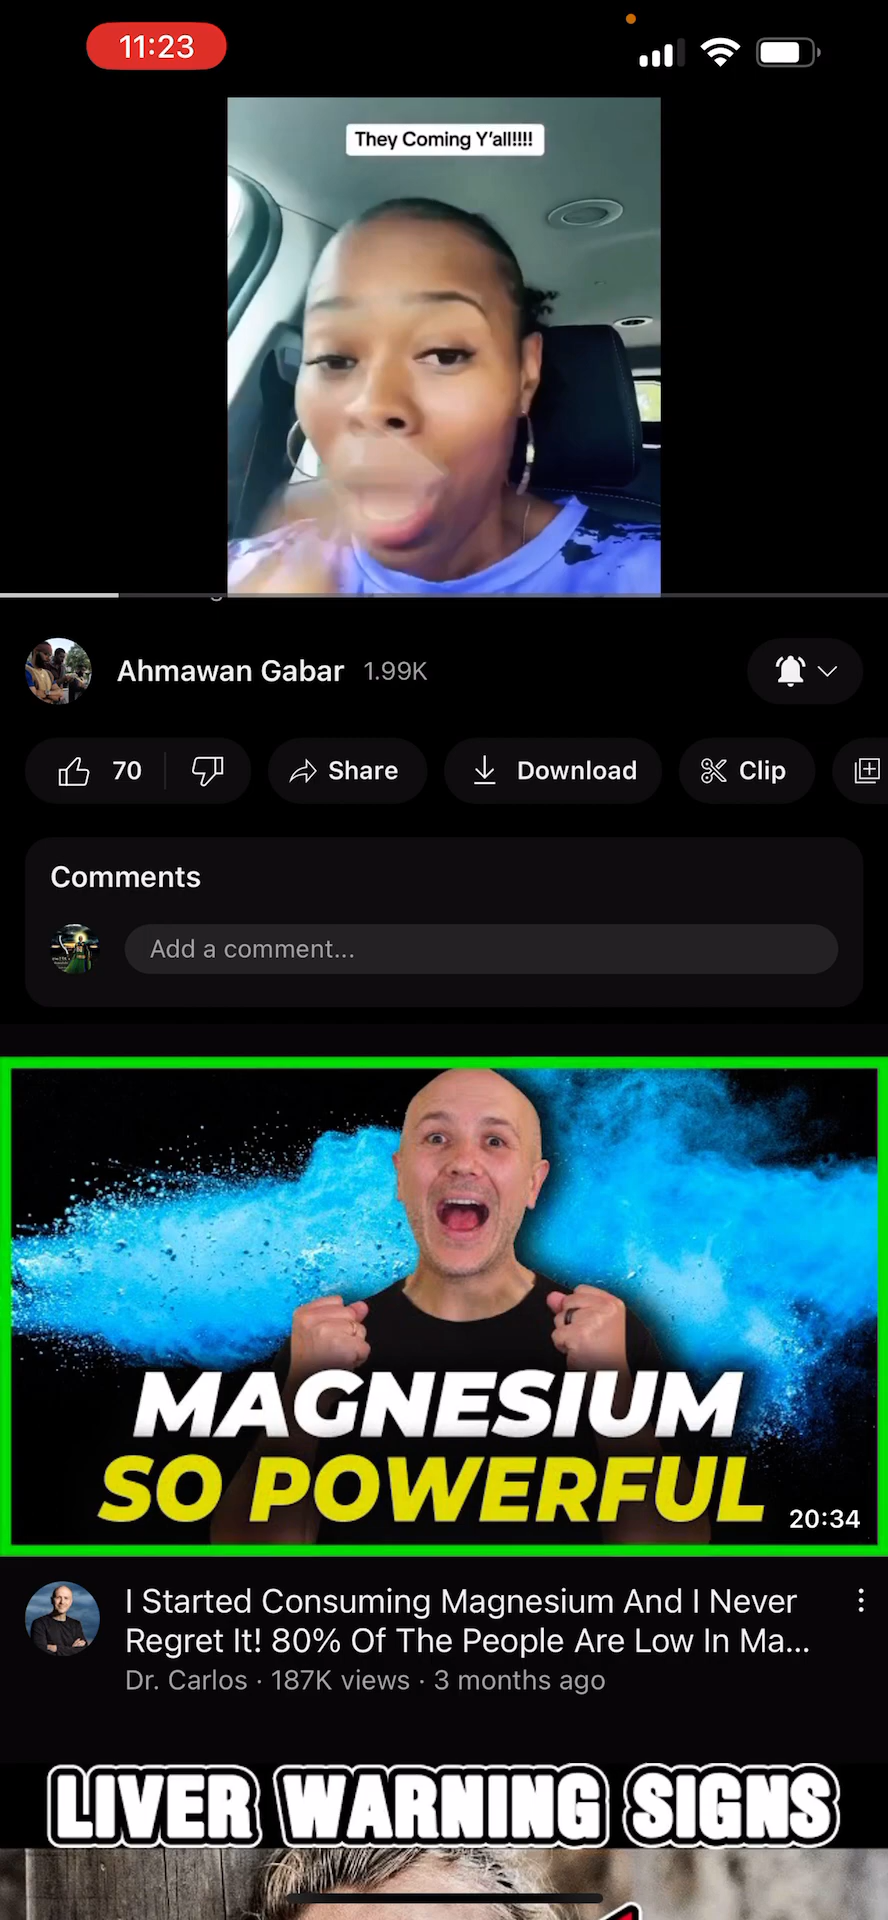 11:23
They Coming Y'all!!!!
Ahmawan Gabar 1.99K
70 Share Download Clip
Comments
Add a comment...
MAGNESIUM
SO POWERFUL
20:34
I Started Consuming Magnesium And I Never
Regret It! 80% Of The People Are Low In Ma...
Dr. Carlos · 187K views · 3 months ago
LIVER WARNING SIGNS